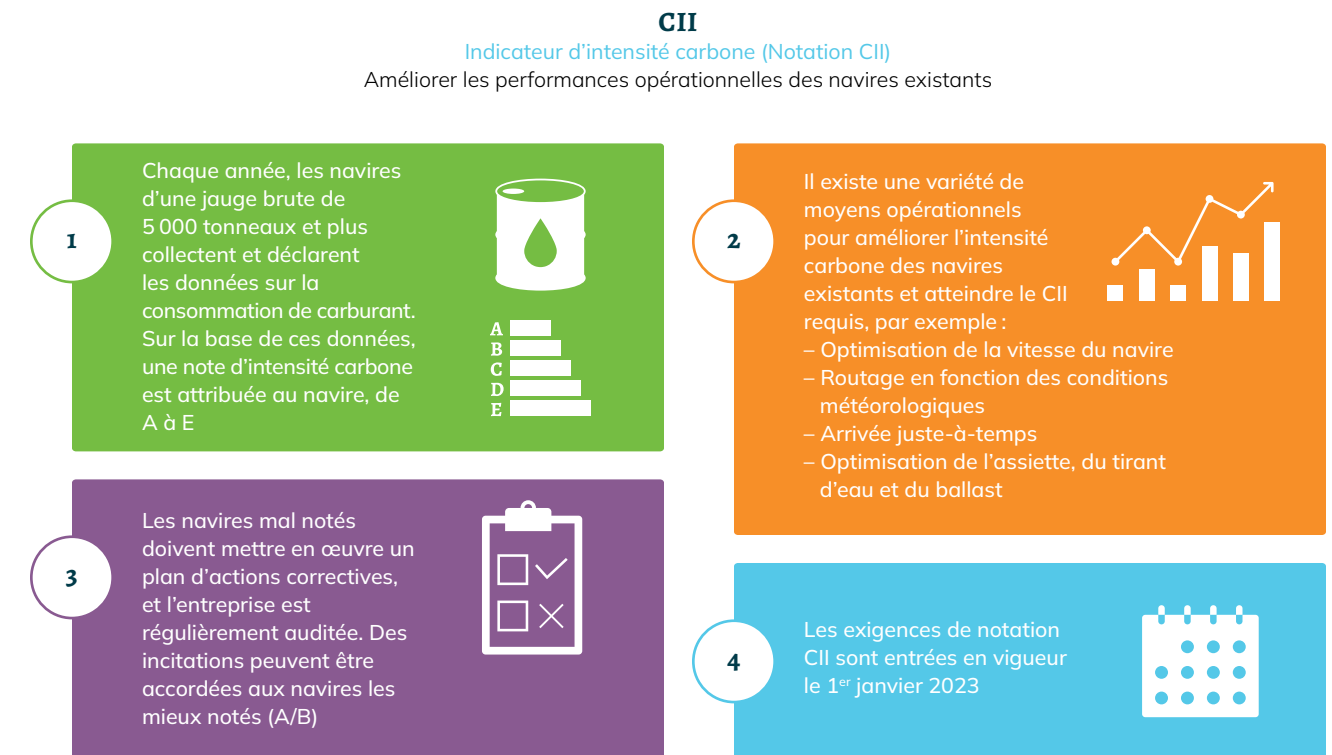 CII
Indicateur d’intensité carbone (Notation CII)
Améliorer les performances opérationnelles des navires existants
1
Chaque année, les navires
d’une jauge brute de
5 000 tonneaux et plus
collectent et déclarent
les données sur la
consommation de carburant.
Sur la base de ces données,
une note d’intensité carbone
est attribuée au navire, de
A à E
A
B
C
D
E
2
Il existe une variété de
moyens opérationnels
pour améliorer l’intensité
carbone des navires
existants et atteindre le CII
requis, par exemple :
– Optimisation de la vitesse du navire
– Routage en fonction des conditions
météorologiques
– Arrivée juste-à-temps
– Optimisation de l’assiette, du tirant
d’eau et du ballast
3
Les navires mal notés
doivent mettre en œuvre un
plan d’actions correctives,
et l’entreprise est
régulièrement auditée. Des
incitations peuvent être
accordées aux navires les
mieux notés (A/B)
4
Les exigences de notation
CII sont entrées en vigueur
le 1er janvier 2023